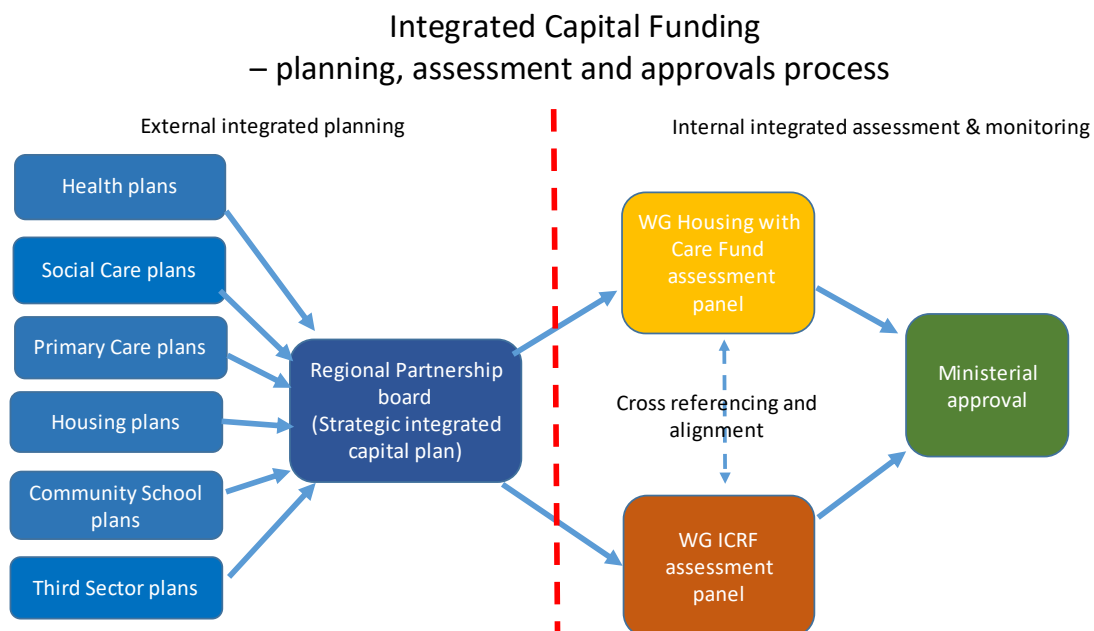 Integrated Capital Funding
– planning, assessment and approvals process
External integrated planning
Internal integrated assessment & monitoring
Health plans
Social Care plans
Primary Care plans
Housing plans
Community School
plans
Third Sector plans
Regional Partnership
board
(Strategic integrated
capital plan)
WG Housing with
Care Fund
assessment
panel
Cross referencing and
alignment
WG ICRF
assessment
panel
Ministerial
approval